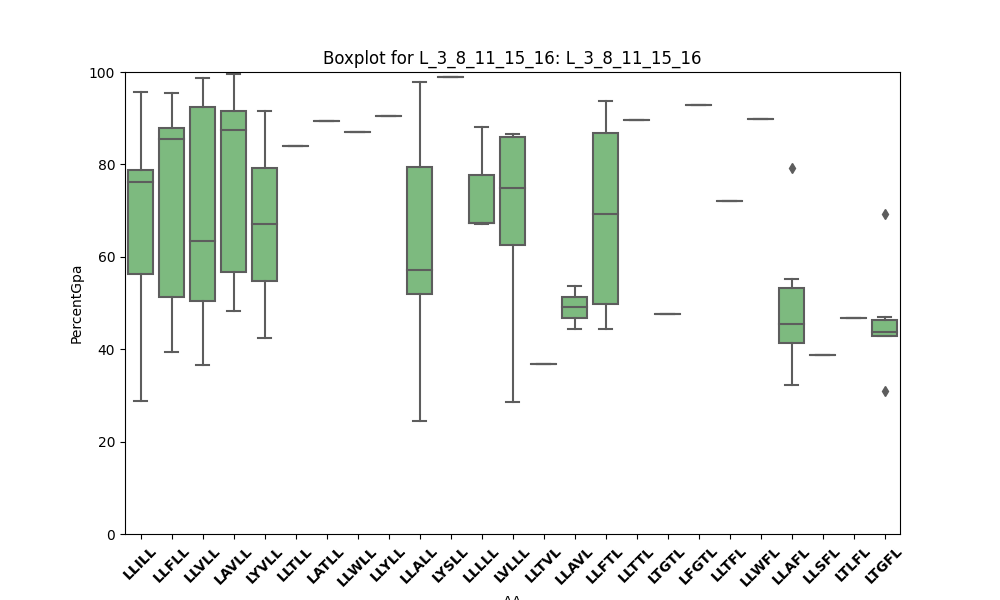 Boxplot for L_3_8_11_15_16: L_3_8_11_15_16
100
80
60
40
20
0
PercentGpa
LLILL LLFLL LLVLL LAVLL LYVLL LLTLL LATLL LLWLL LLYLL LLALL LYSLL LLLLL LVLLL LLTVL LLAVL LLFTL LLTTL LTGTL LFGTL LLTFL LLWFL LLAFL LLSFL LTLFL LTGFL
AA